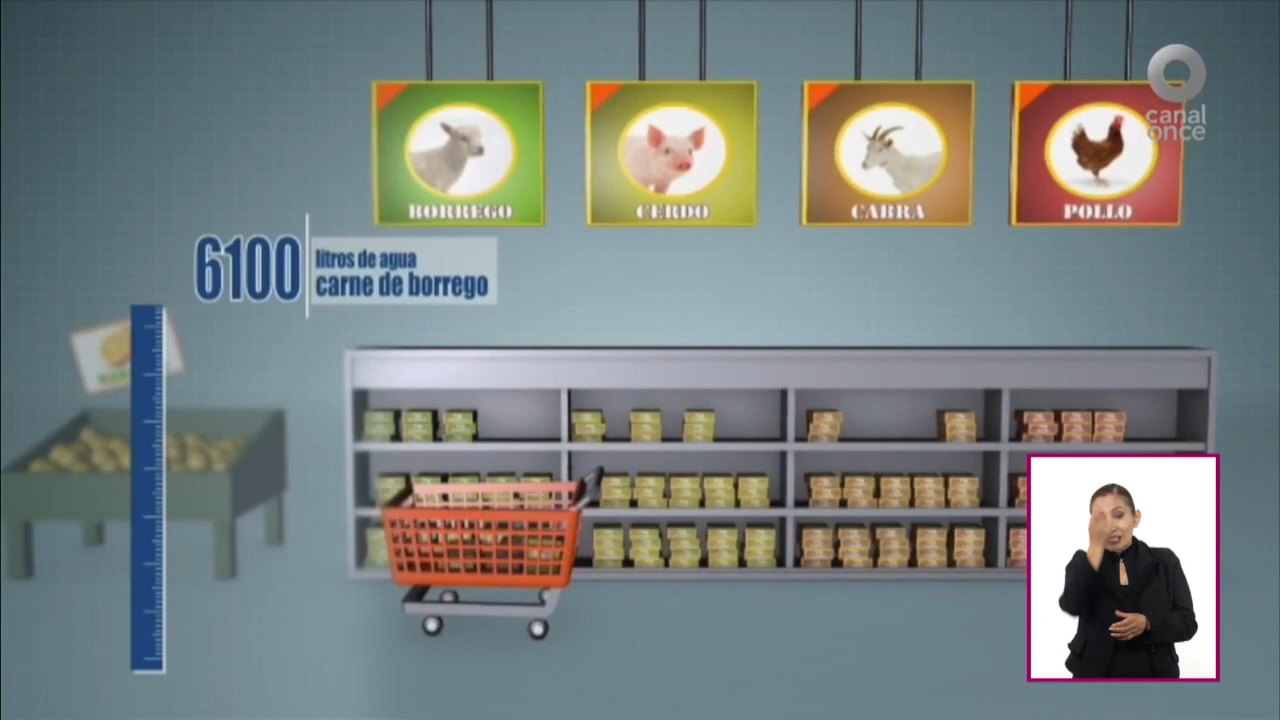 canal
once
BORREGO
CERDO
CABRA
POLLO
6100
litros de agua
carne de borrego